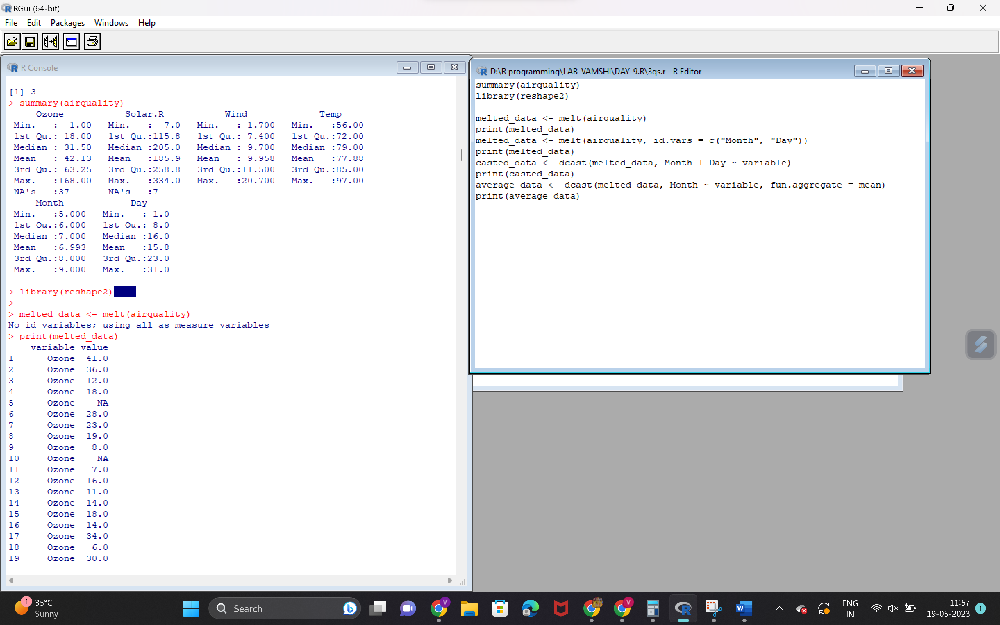 RGui (64-bit)
File Edit Packages Windows Help
R Console
[1] 3
> summary(airquality)
     Ozone           Solar.R           Wind             Temp
 Min.   :  1.00   Min.   :  7.0   Min.   : 1.700   Min.   :56.00
 1st Qu.: 18.00   1st Qu.:115.8   1st Qu.: 7.400   1st Qu.:72.00
 Median : 31.50   Median :205.0   Median : 9.700   Median :79.00
 Mean   : 42.13   Mean   :185.9   Mean   : 9.958   Mean   :77.88
 3rd Qu.: 63.25   3rd Qu.:258.8   3rd Qu.:11.500   3rd Qu.:85.00
 Max.   :168.00   Max.   :334.0   Max.   :20.700   Max.   :97.00
 NA's   :37       NA's   :7
     Month            Day
 Min.   :5.000   Min.   : 1.0
 1st Qu.:6.000   1st Qu.: 8.0
 Median :7.000   Median :16.0
 Mean   :6.993   Mean   :15.8
 3rd Qu.:8.000   3rd Qu.:23.0
 Max.   :9.000   Max.   :31.0
> library(reshape2)
>
> melted_data <- melt(airquality)
No id variables; using all as measure variables
> print(melted_data)
    variable value
1      Ozone  41.0
2      Ozone  36.0
3      Ozone  12.0
4      Ozone  18.0
5      Ozone    NA
6      Ozone  28.0
7      Ozone  23.0
8      Ozone  19.0
9      Ozone   8.0
10     Ozone    NA
11     Ozone   7.0
12     Ozone  16.0
13     Ozone  11.0
14     Ozone  14.0
15     Ozone  18.0
16     Ozone  14.0
17     Ozone  34.0
18     Ozone   6.0
19     Ozone  30.0
D:\R programming\LAB-VAMSHI\DAY-9.R\3qs.r - R Editor
summary(airquality)
library(reshape2)
melted_data <- melt(airquality)
print(melted_data)
melted_data <- melt(airquality, id.vars = c("Month", "Day"))
print(melted_data)
casted_data <- dcast(melted_data, Month + Day ~ variable)
print(casted_data)
average_data <- dcast(melted_data, Month ~ variable, fun.aggregate = mean)
print(average_data)
1
35°C
Sunny
Search
V
V
W
ENG
IN
11:57
19-05-2023
1